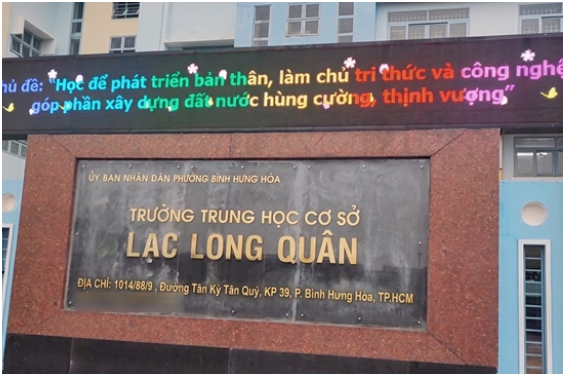 hủ đề: "Học để phát triển bản thân, làm chủ tri thức và công nghệ
góp phần xây dựng đất nước hùng cường, thịnh vượng"
ỦY BAN NHÂN DÂN PHƯỜNG BÌNH HƯNG HÒA
TRƯỜNG TRUNG HỌC CƠ SỞ
LẠC LONG QUÂN
ĐỊA CHỈ: 1014/88/9 , Đường Tân Kỳ Tân Quý, KP 39, P. Bình Hưng Hòa, TP.HCM